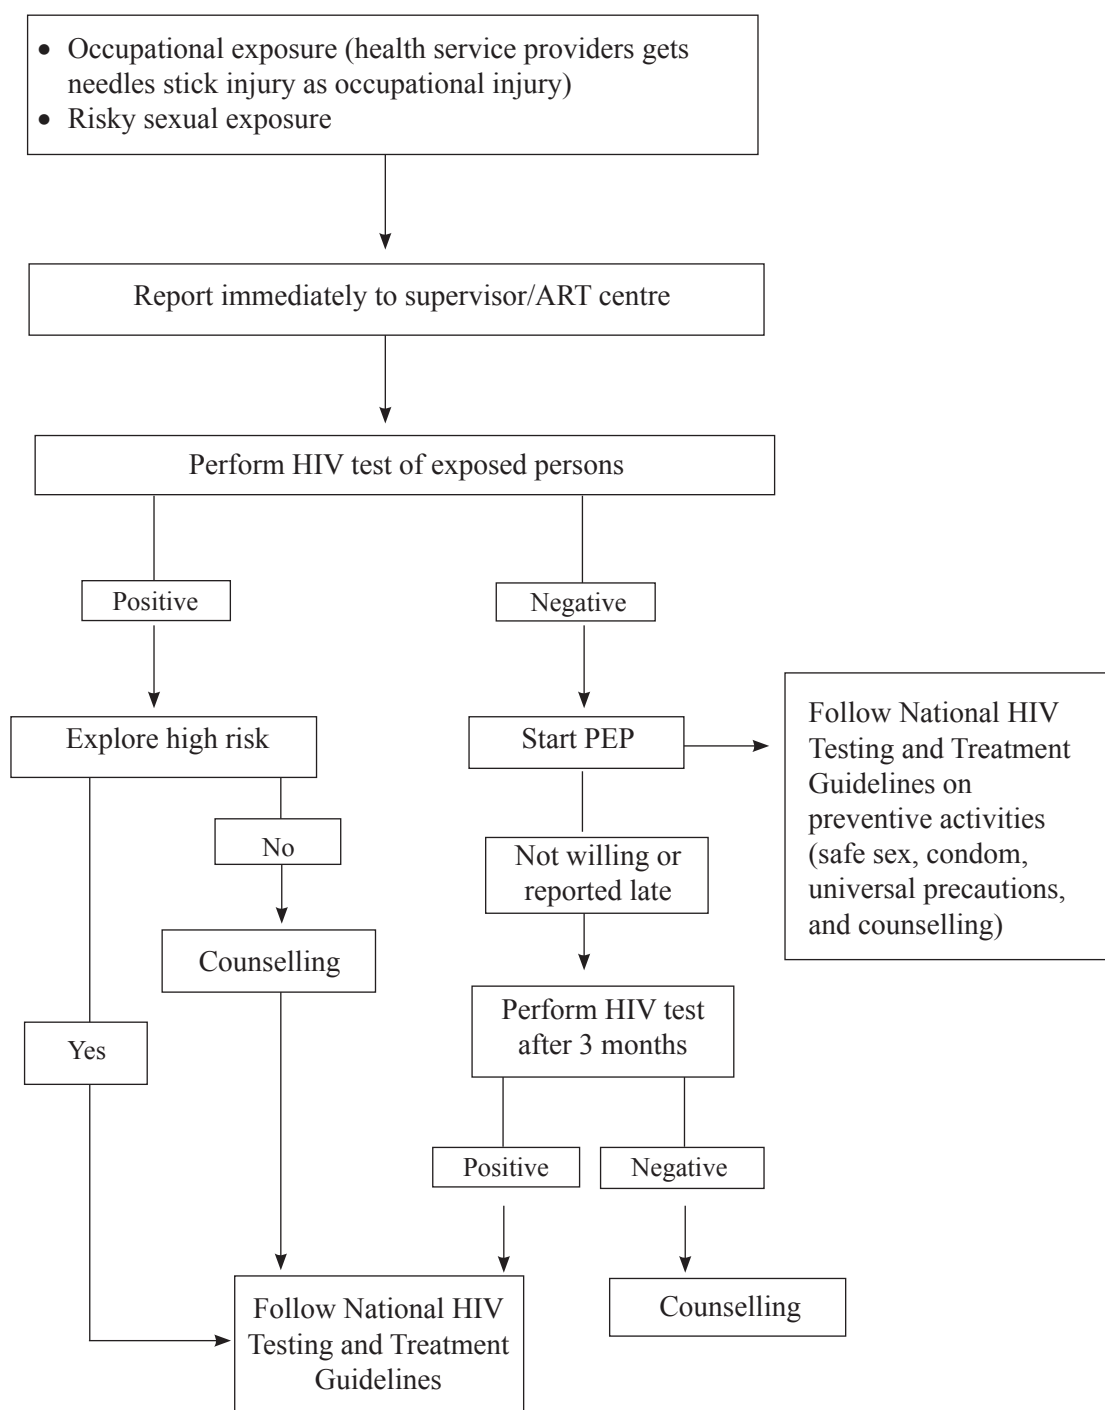 • Occupational exposure (health service providers gets
needles stick injury as occupational injury)
• Risky sexual exposure
Report immediately to supervisor/ART centre
Perform HIV test of exposed persons
Positive
Negative
Explore high risk
Start PEP
Follow National HIV
Testing and Treatment
Guidelines on
preventive activities
(safe sex, condom,
universal precautions,
and counselling)
No
Not willing or
reported late
Counselling
Yes
Perform HIV test
after 3 months
Positive
Negative
Follow National HIV
Testing and Treatment
Guidelines
Counselling